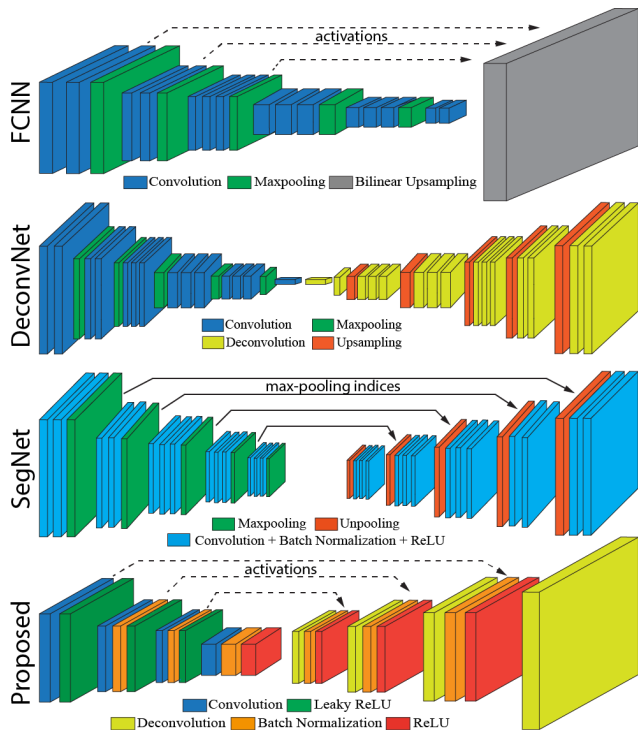 FCNN
activations
Convolution Maxpooling Bilinear Upsampling
DeconvNet
Convolution Maxpooling
Deconvolution Upsampling
SegNet
max-pooling indices
Maxpooling Unpooling
Convolution + Batch Normalization + ReLU
Proposed
activations
Convolution Leaky ReLU
Deconvolution Batch Normalization ReLU